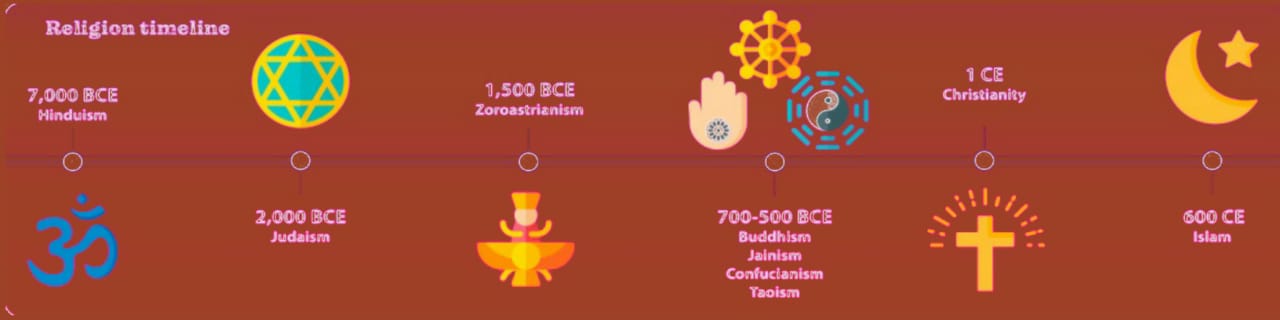 Religion timeline
7,000 BCE
Hinduism
2,000 BCE
Judaism
1,500 BCE
Zoroastrianism
700-500 BCE
Buddhism
Jainism
Confucianism
Taoism
1 CE
Christianity
600 CE
Islam